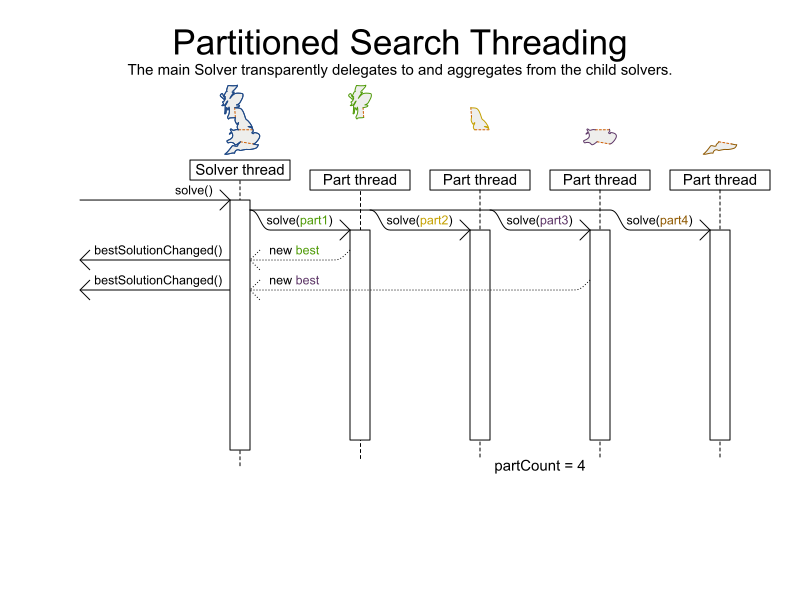 Partitioned Search Threading
The main Solver transparently delegates to and aggregates from the child solvers.
Solver thread
Part thread
Part thread
Part thread
Part thread
solve()
solve(part1)
solve(part2)
solve(part3)
solve(part4)
bestSolutionChanged()
new best
bestSolutionChanged()
new best
partCount = 4